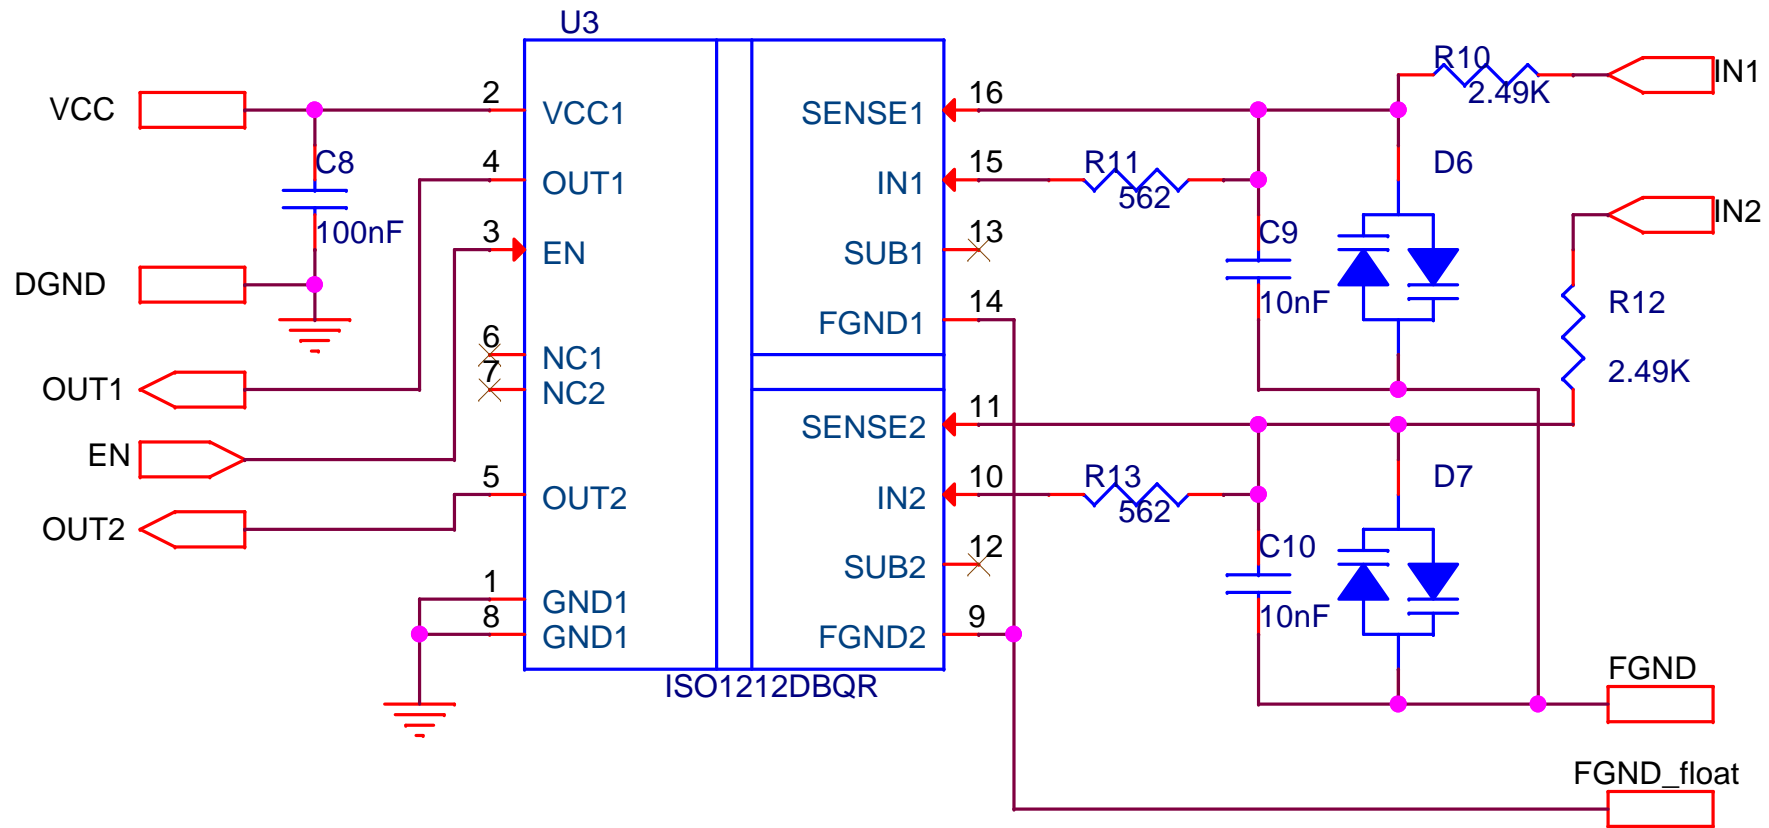 U3
VCC
2
VCC1
SENSE1
16
R10
2.49K
IN1
C8
100nF
4
OUT1
IN1
15
R11
562
D6
IN2
3
EN
SUB1
13
C9
10nF
DGND
FGND1
14
R12
2.49K
6
NC1
7
NC2
OUT1
SENSE2
11
EN
5
OUT2
IN2
10
R13
562
D7
OUT2
SUB2
12
C10
10nF
1
GND1
8
GND1
FGND2
9
ISO1212DBQR
FGND
FGND_float